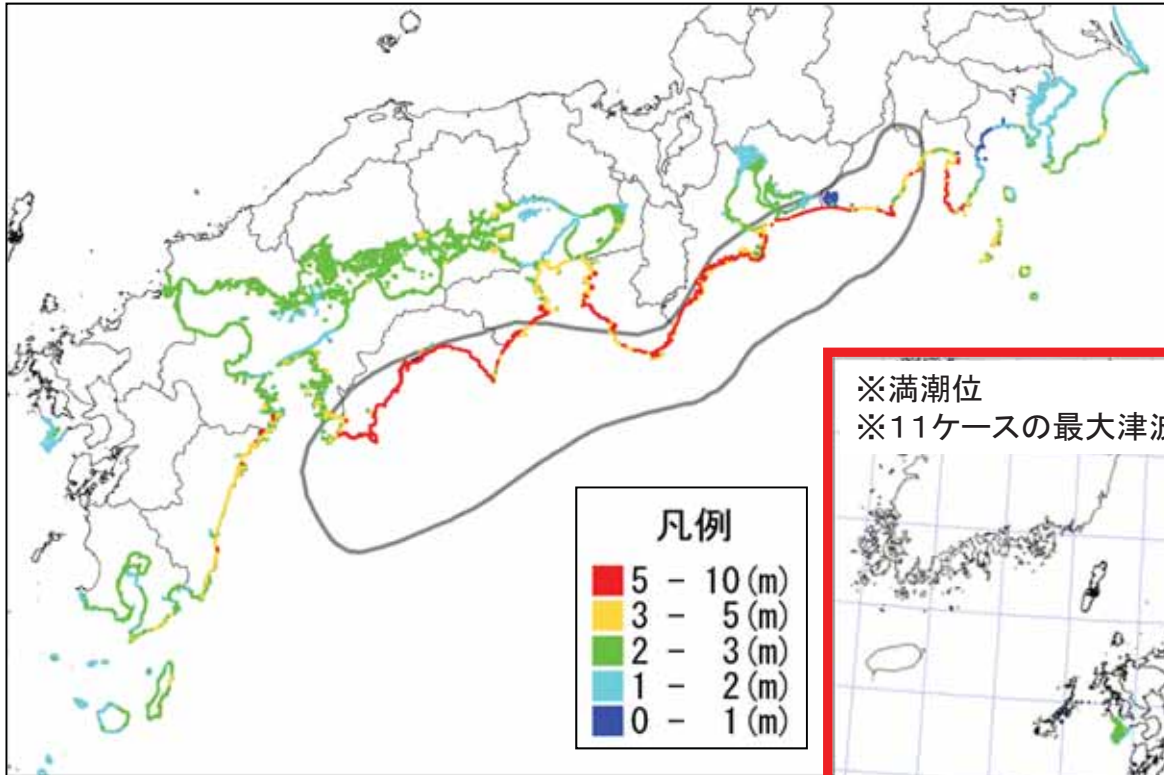 ※満潮位
※11ケースの最大津波
凡例
5 - 10(m)
3 - 5(m)
2 - 3(m)
1 - 2(m)
0 - 1(m)